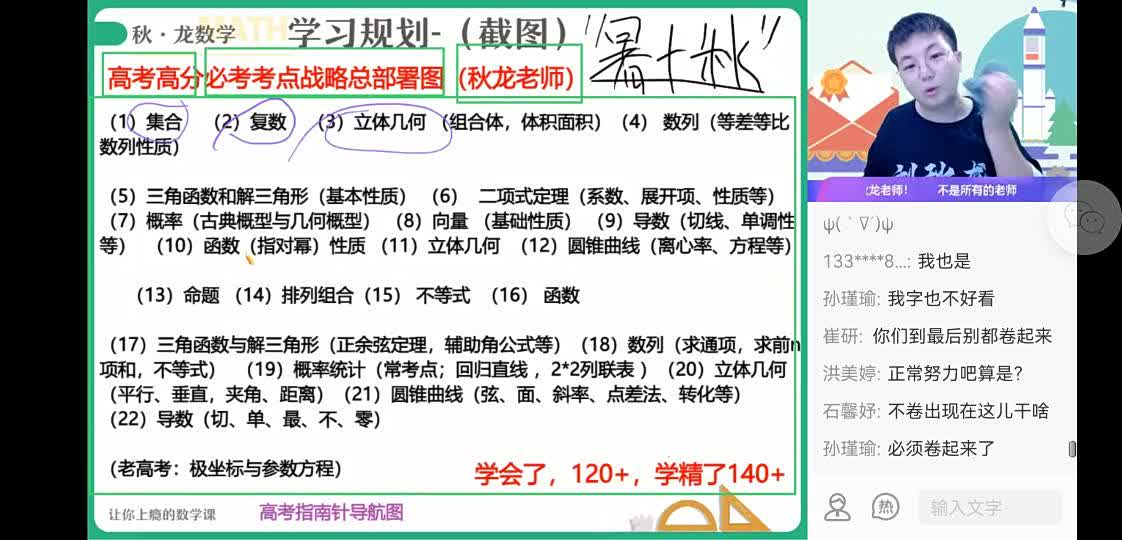 秋·龙数学
MATH
学习规划-（截图）
“暑+秋”
高考高分必考考点战略总部署图 （秋龙老师）
（1）集合 （2）复数 （3）立体几何（组合体，体积面积）（4） 数列（等差等比
数列性质）
（5）三角函数和解三角形（基本性质） （6） 二项式定理（系数、展开项、性质等）
（7）概率（古典概型与几何概型）（8）向量 （基础性质） （9）导数（切线、单调性
等） （10）函数（指对幂）性质 （11）立体几何 （12）圆锥曲线（离心率、方程等）
（13）命题 （14）排列组合（15） 不等式 （16） 函数
（17）三角函数与解三角形（正余弦定理，辅助角公式等）（18）数列（求通项，求前n
项和，不等式） （19）概率统计（常考点；回归直线，2*2列联表 ）（20）立体几何
（平行、垂直，夹角、距离）（21）圆锥曲线（弦、面、斜率、点差法、转化等）
（22）导数（切、单、最、不、零）
（老高考：极坐标与参数方程）
学会了，120+，学精了140+
让你上瘾的数学课
高考指南针导航图
龙老师！ 不是所有的老师
ψ(｀∇´)ψ
133****8...: 我也是
孙瑾瑜: 我字也不好看
崔研: 你们到最后别都卷起来
洪美婷: 正常努力吧算是？
石馨妤: 不卷出现在这儿干啥
孙瑾瑜: 必须卷起来了
热
输入文字